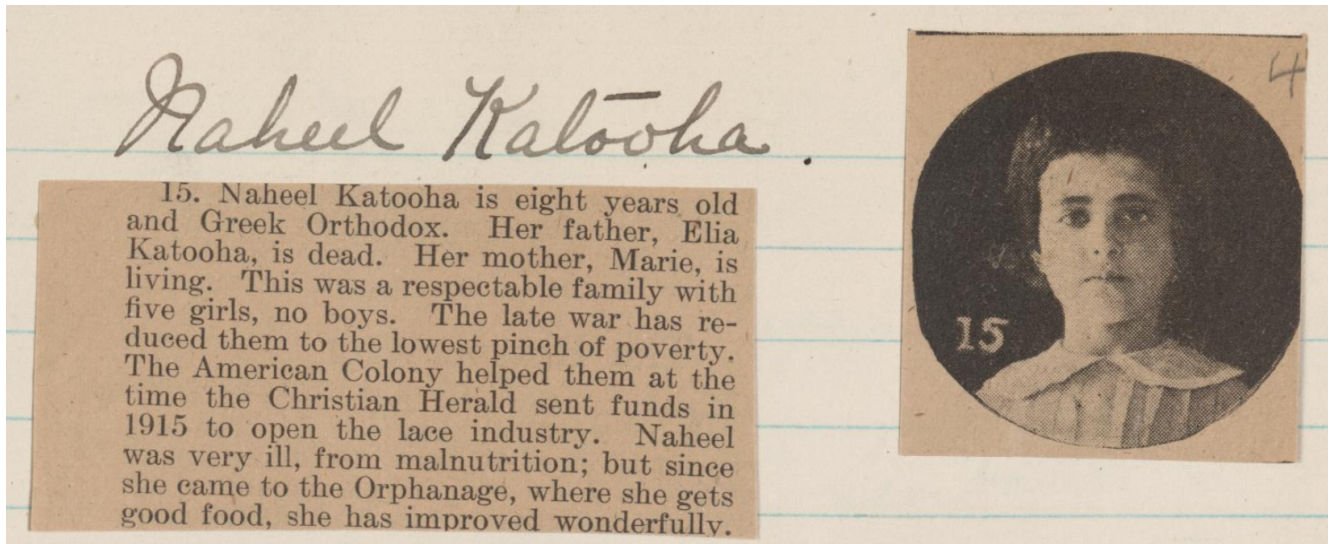 Naheel Katōoha.
15. Naheel Katooha is eight years old
and Greek Orthodox. Her father, Elia
Katooha, is dead. Her mother, Marie, is
living. This was a respectable family with
five girls, no boys. The late war has re-
duced them to the lowest pinch of poverty.
The American Colony helped them at the
time the Christian Herald sent funds in
1915 to open the lace industry. Naheel
was very ill, from malnutrition; but since
she came to the Orphanage, where she gets
good food, she has improved wonderfully.
4
15